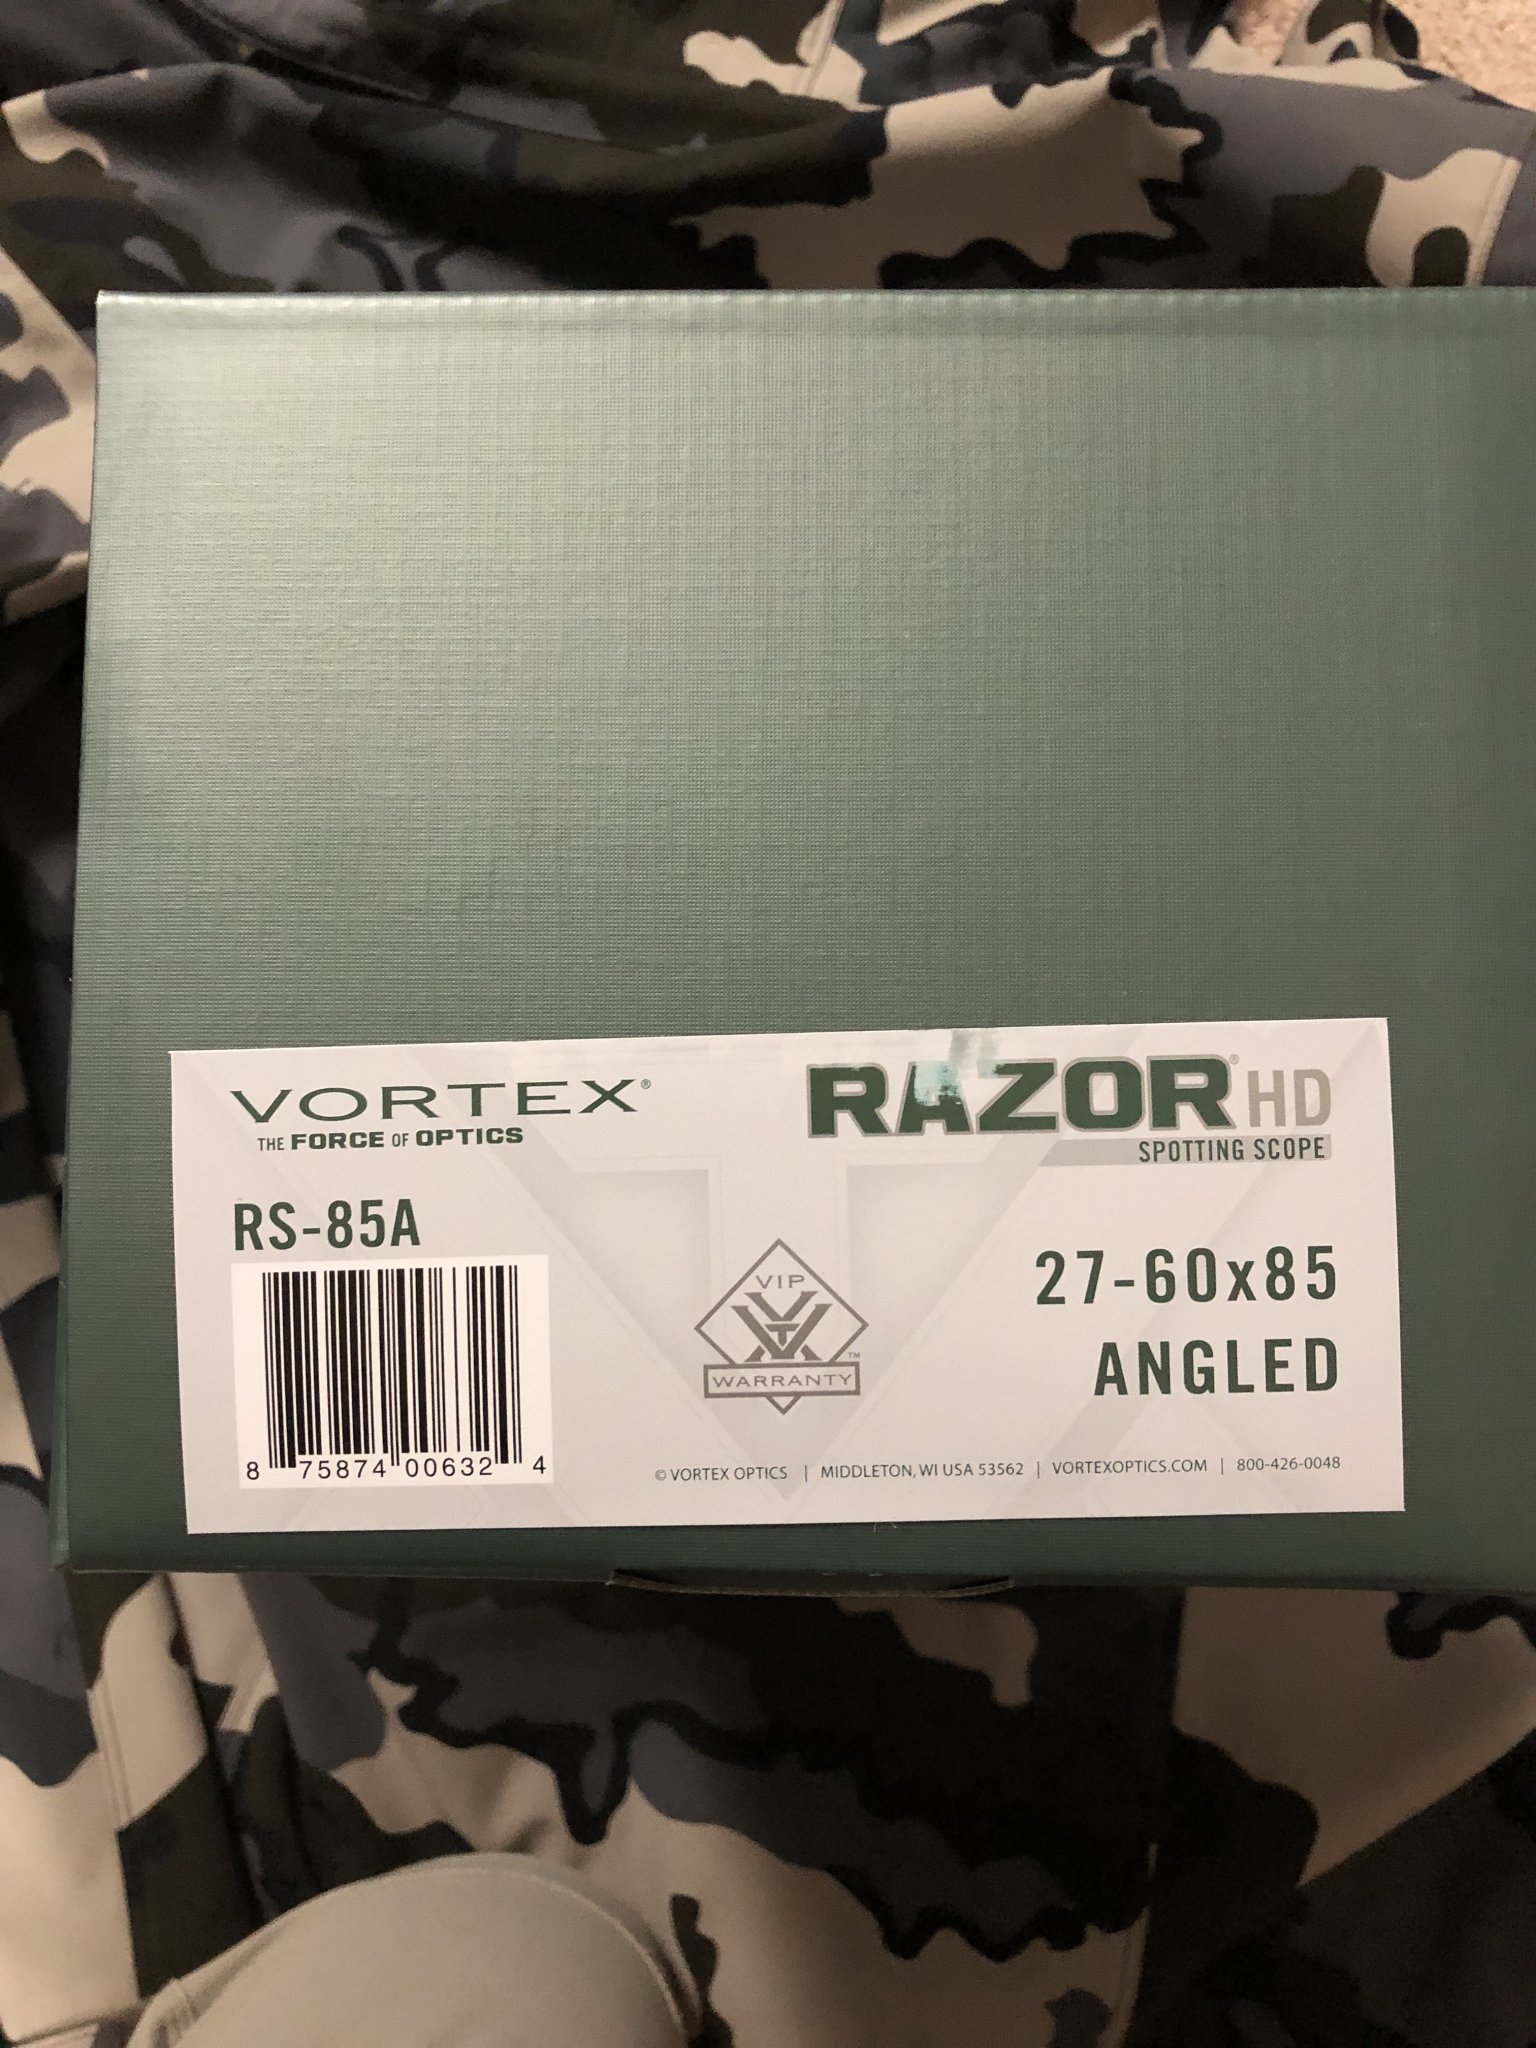 VORTEX®
THE FORCE OF OPTICS
RAZOR® HD
SPOTTING SCOPE
RS-85A
27-60x85
ANGLED
VIP
WARRANTY™
8 75874 00632 4
© VORTEX OPTICS | MIDDLETON, WI USA 53562 | VORTEXOPTICS.COM | 800-426-0048